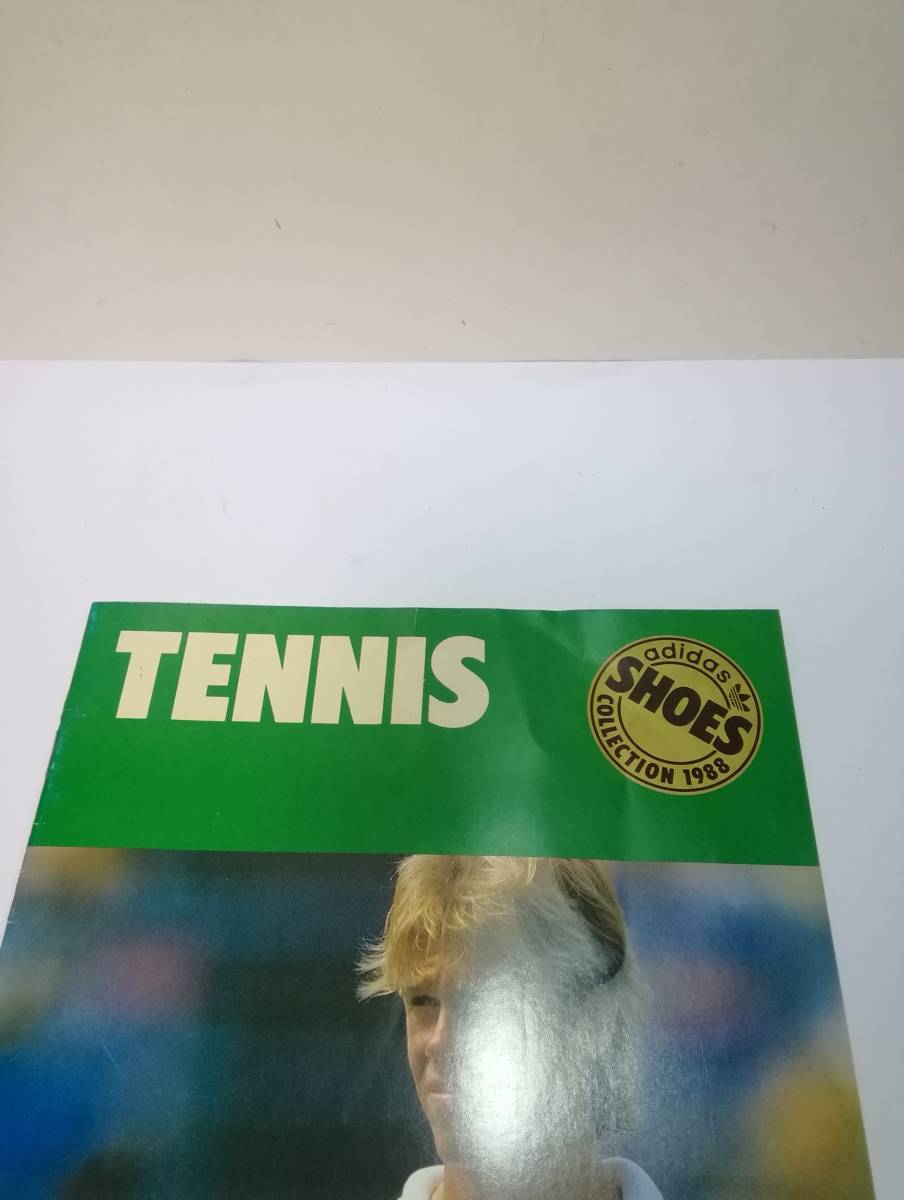 TENNIS
adidas
SHOES
COLLECTION 1988